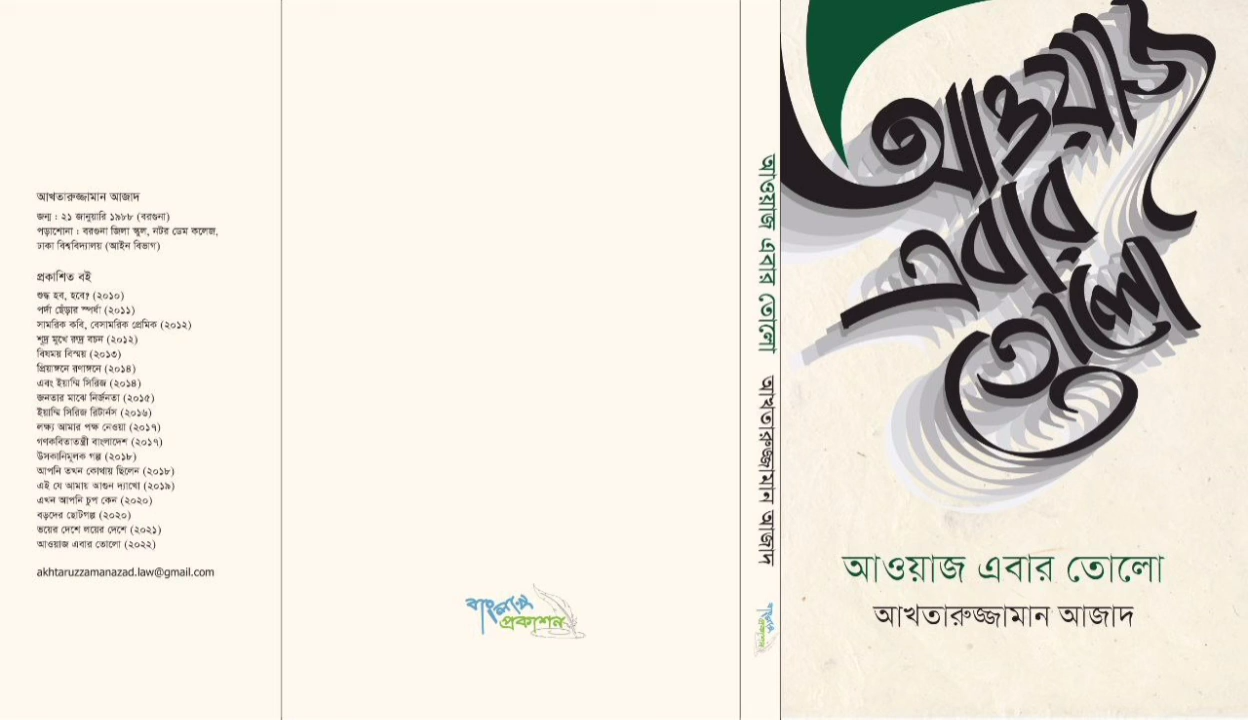 আখতারুজ্জামান আজাদ
জন্ম : ২১ জানুয়ারি ১৯৮৮ (বরগুনা)
পড়াশোনা : বরগুনা জিলা স্কুল, নটর ডেম কলেজ,
ঢাকা বিশ্ববিদ্যালয় (আইন বিভাগ)
প্রকাশিত বই
শুদ্ধ হব, হবে? (২০১০)
পর্দা ছেঁড়ার স্পর্ধা (২০১১)
সামরিক কবি, বেসামরিক প্রেমিক (২০১২)
শূদ্র মুখে রুদ্র বচন (২০১২)
বিষময় বিস্ময় (২০১৩)
প্রিয়াঙ্গনে রণাঙ্গনে (২০১৪)
এবং ইয়াম্মি সিরিজ (২০১৪)
জনতার মাঝে নির্জনতা (২০১৫)
ইয়াম্মি সিরিজ রিটার্নস (২০১৬)
লক্ষ্য আমার পক্ষ নেওয়া (২০১৭)
গণকবিতাতন্ত্রী বাংলাদেশ (২০১৭)
উসকানিমূলক গল্প (২০১৮)
আপনি তখন কোথায় ছিলেন (২০১৮)
এই যে আমায় আগুন দ্যাখো (২০১৯)
এখন আপনি চুপ কেন (২০২০)
বড়দের ছোটগল্প (২০২০)
ভয়ের দেশে লয়ের দেশে (২০২১)
আওয়াজ এবার তোলো (২০২২)
akhtaruzzamanazad.law@gmail.com
প্রকাশন
আওয়াজ এবার তোলো আখতারুজ্জামান আজাদ
প্রকাশন
আওয়াজ
এবার
তোলো
আওয়াজ এবার তোলো
আখতারুজ্জামান আজাদ